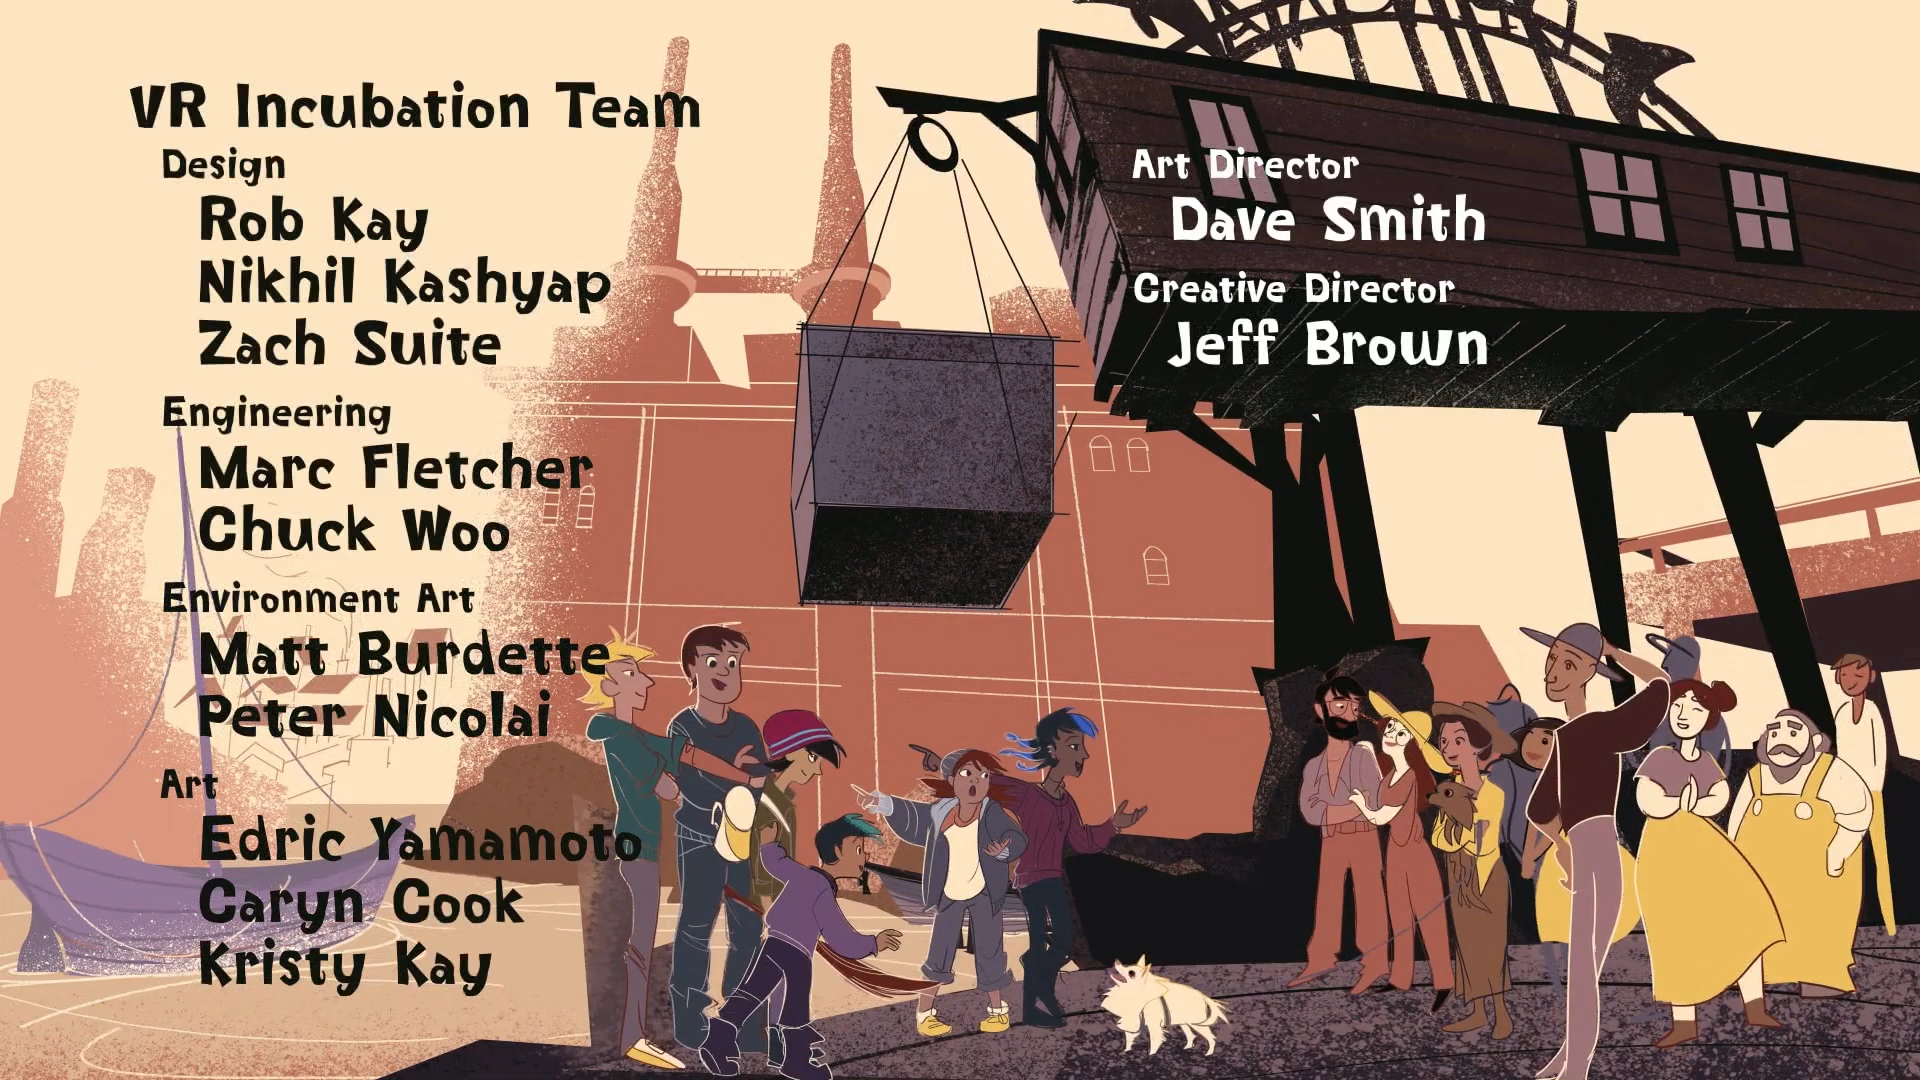 VR Incubation Team
Design
Rob Kay
Nikhil Kashyap
Zach Suite
Engineering
Marc Fletcher
Chuck Woo
Environment Art
Matt Burdette
Peter Nicolai
Art
Edric Yamamoto
Caryn Cook
Kristy Kay
Art Director
Dave Smith
Creative Director
Jeff Brown